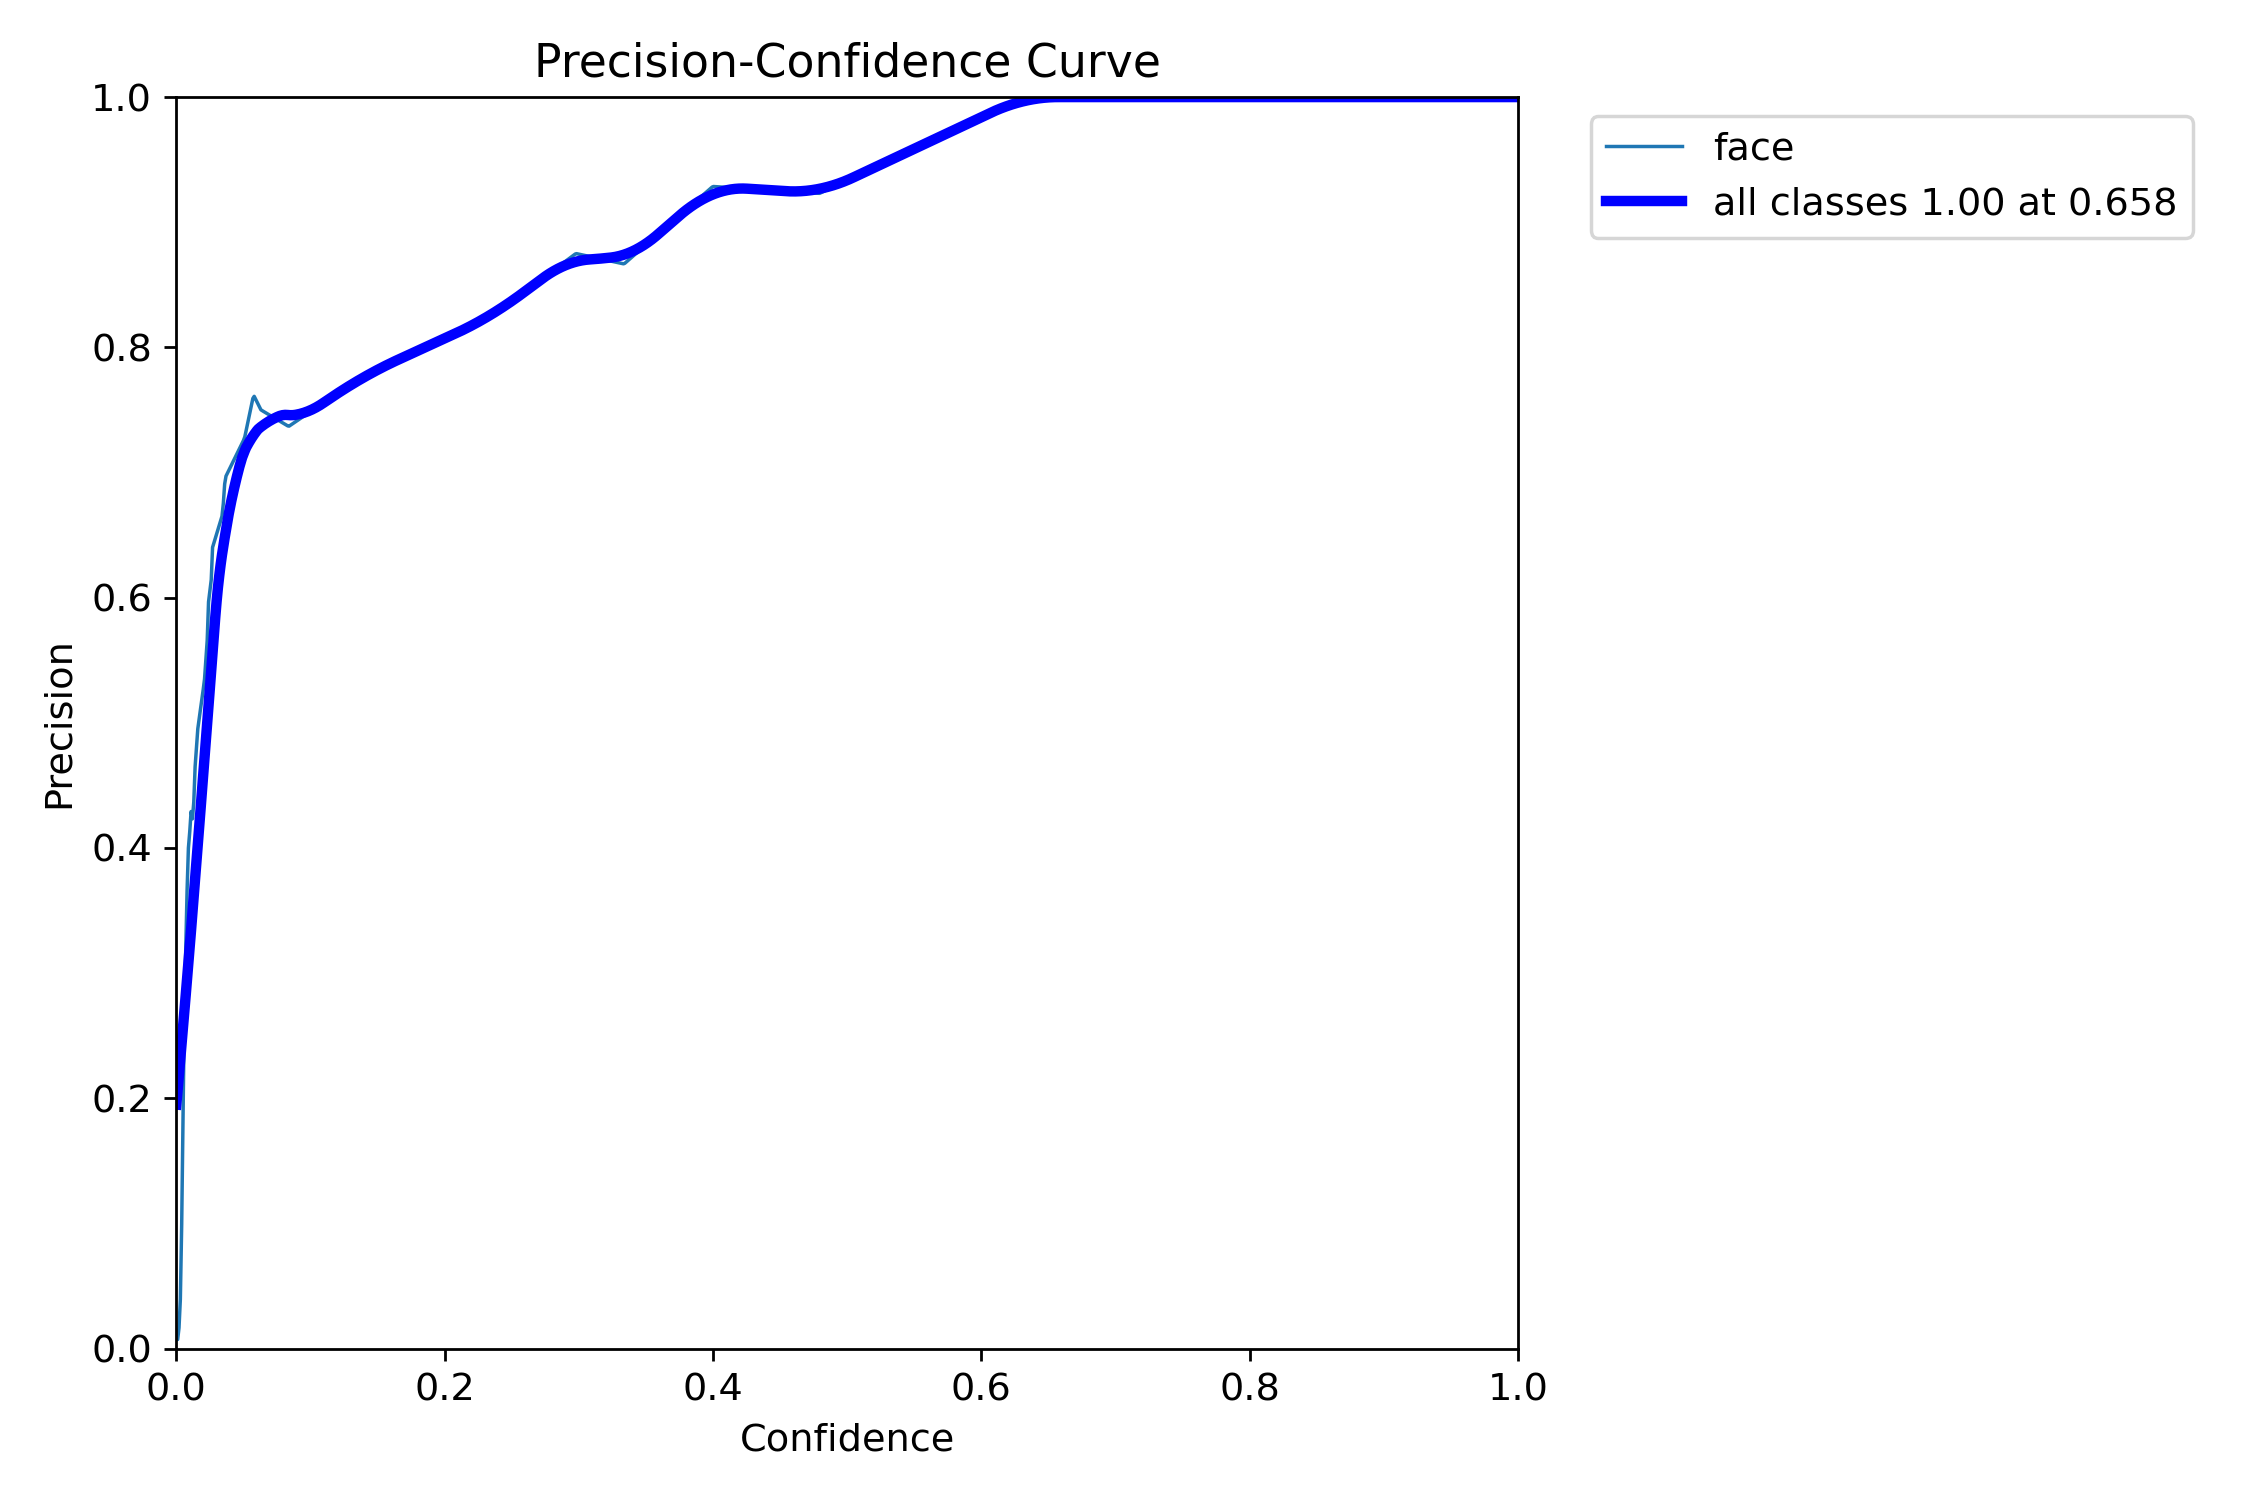 Precision-Confidence Curve
1.0
0.8
0.6
0.4
0.2
0.0
Precision
0.0 0.2 0.4 0.6 0.8 1.0
Confidence
face
all classes 1.00 at 0.658